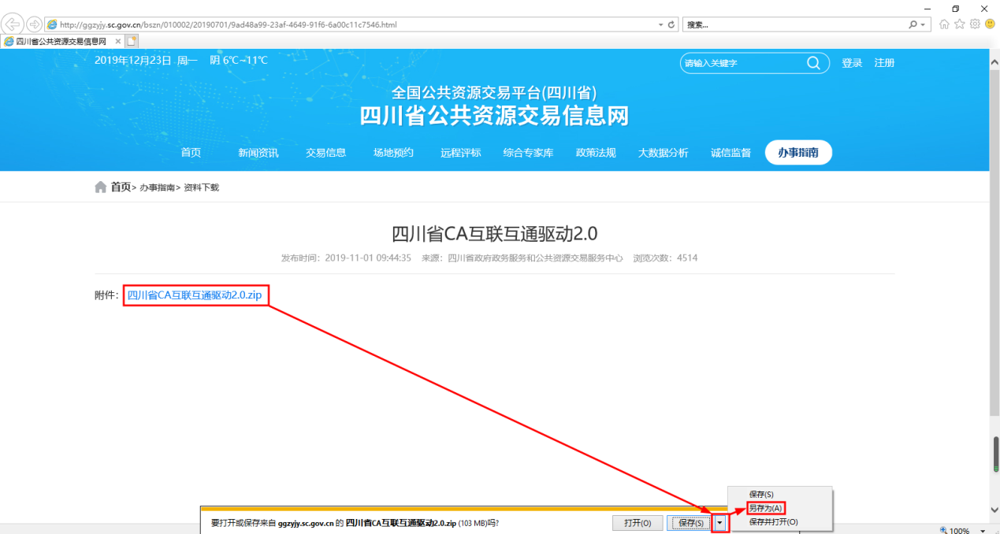 http://ggzyjy.sc.gov.cn/bszn/010002/20190701/9ad48a99-23af-4649-91f6-6a00c11c7546.html
搜索...
四川省公共资源交易信息网
2019年12月23日 周一 阴 6℃~11℃
请输入关键字
登录 注册
全国公共资源交易平台(四川省)
四川省公共资源交易信息网
首页 新闻资讯 交易信息 场地预约 远程评标 综合专家库 政策法规 大数据分析 诚信监督 办事指南
首页> 办事指南> 资料下载
四川省CA互联互通驱动2.0
发布时间：2019-11-01 09:44:35 来源：四川省政府政务服务和公共资源交易服务中心 浏览次数：4514
附件：四川省CA互联互通驱动2.0.zip
保存(S)
另存为(A)
保存并打开(O)
要打开或保存来自 ggzyjy.sc.gov.cn 的 四川省CA互联互通驱动2.0.zip (103 MB)吗?
打开(O) 保存(S)
100%